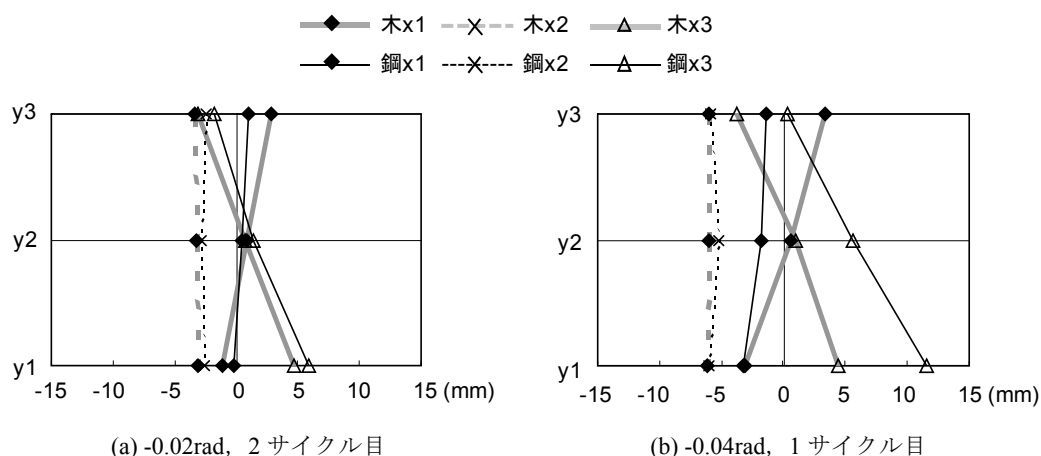 木x1 木x2 木x3
鋼x1 鋼x2 鋼x3
y3 y3
y2 y2
y1 y1
-15 -10 -5 0 5 10 15 (mm) -15 -10 -5 0 5 10 15 (mm)
(a) -0.02rad，2 サイクル目 (b) -0.04rad，1 サイクル目